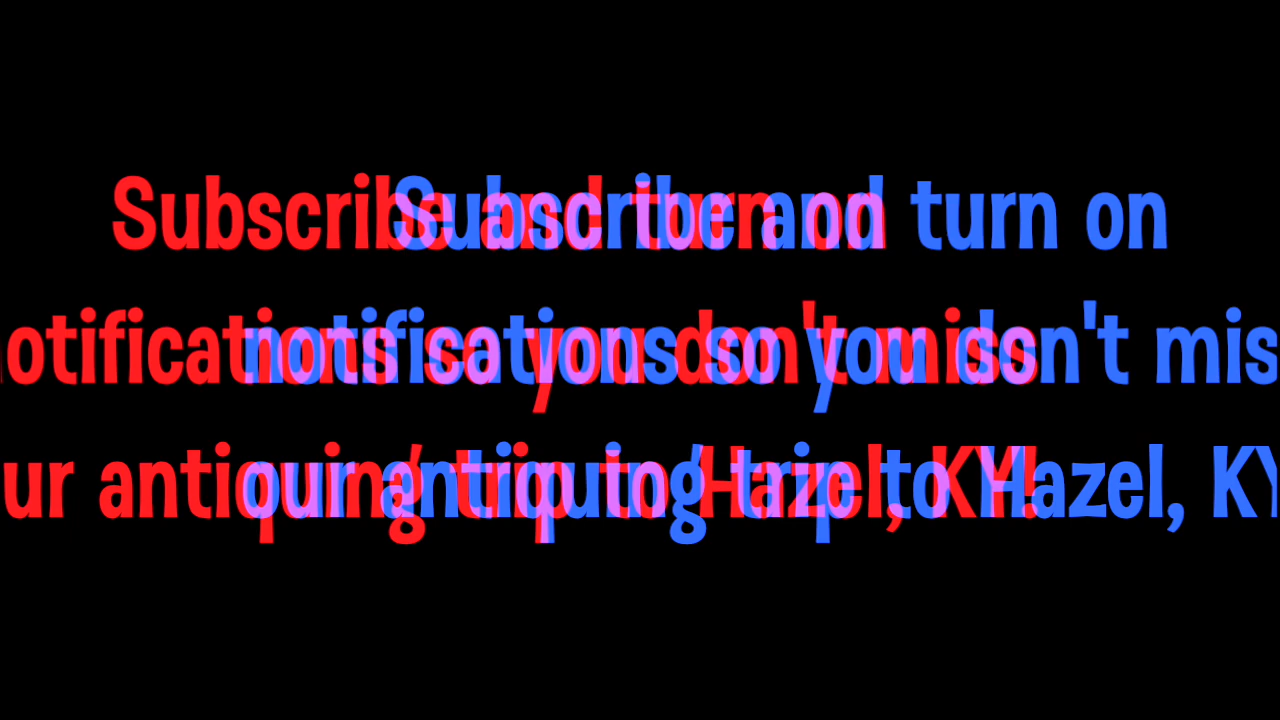 Subscribe and turn on
notifications so you don't miss
our antiquing trip to Hazel, KY!